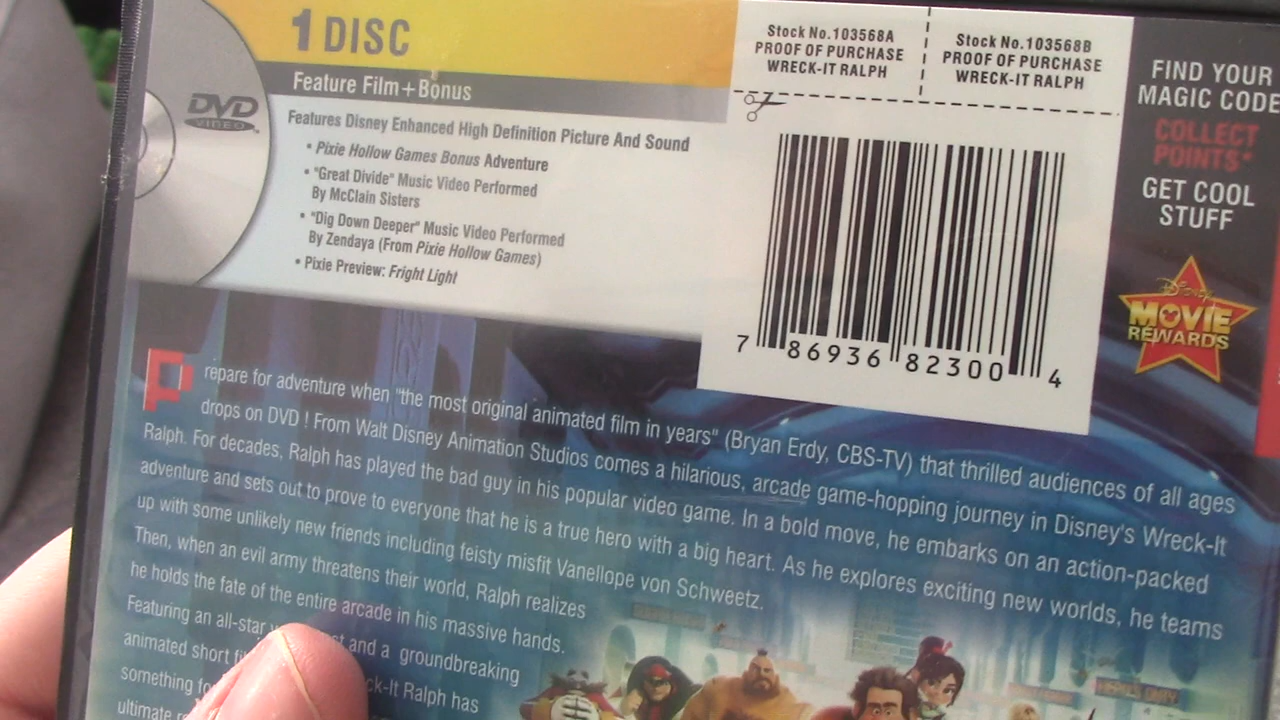 1 DISC
Feature Film+Bonus
DVD
VIDEO
Features Disney Enhanced High Definition Picture And Sound
• Pixie Hollow Games Bonus Adventure
• "Great Divide" Music Video Performed
By McClain Sisters
• "Dig Down Deeper" Music Video Performed
By Zendaya (From Pixie Hollow Games)
• Pixie Preview: Fright Light
Stock No.103568A
PROOF OF PURCHASE
WRECK-IT RALPH
Stock No.103568B
PROOF OF PURCHASE
WRECK-IT RALPH
7 86936 82300 4
FIND YOUR
MAGIC CODE
COLLECT
POINTS*
GET COOL
STUFF
Disney
MOVIE
REWARDS
Prepare for adventure when "the most original animated film in years" (Bryan Erdy, CBS-TV) that thrilled audiences of all ages
drops on DVD ! From Walt Disney Animation Studios comes a hilarious, arcade game-hopping journey in Disney's Wreck-It
Ralph. For decades, Ralph has played the bad guy in his popular video game. In a bold move, he embarks on an action-packed
adventure and sets out to prove to everyone that he is a true hero with a big heart. As he explores exciting new worlds, he teams
up with some unlikely new friends including feisty misfit Vanellope von Schweetz.
Then, when an evil army threatens their world, Ralph realizes
he holds the fate of the entire arcade in his massive hands.
Featuring an all-star and a groundbreaking
animated short ck-It Ralph has
something
ultimate